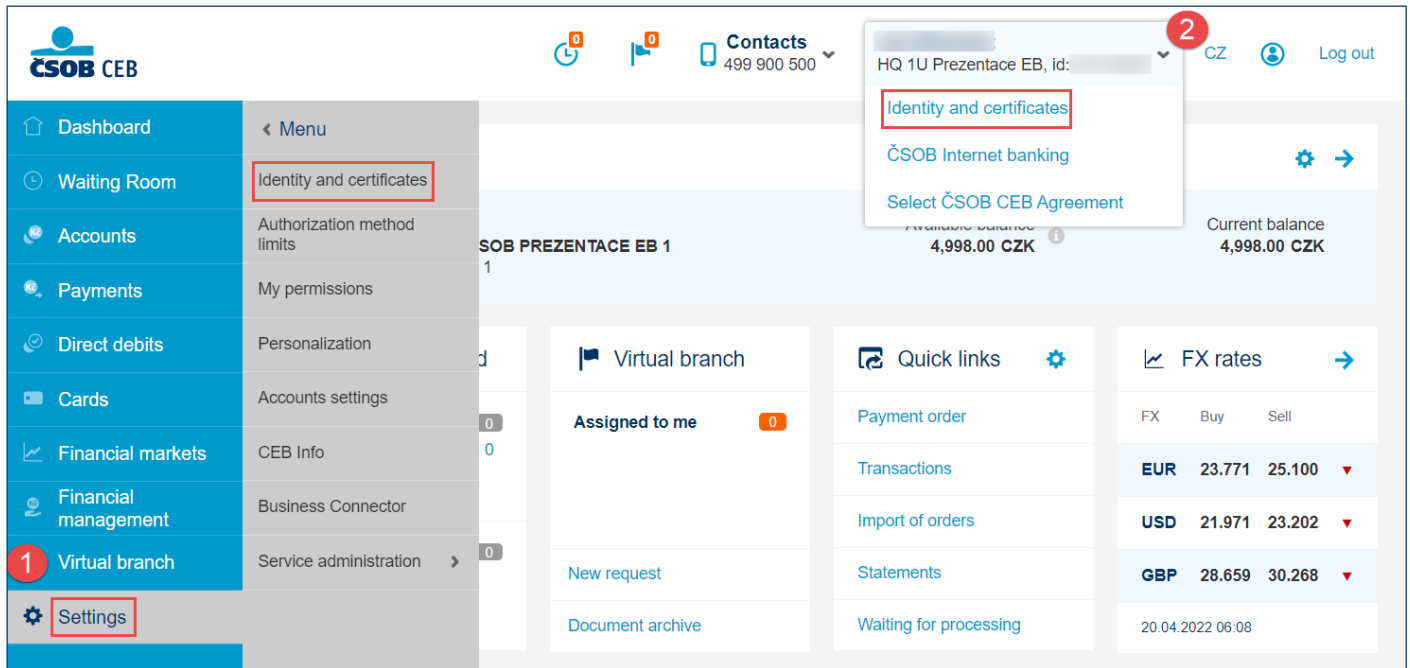 ČSOB CEB
0
0
Contacts
499 900 500
HQ 1U Prezentace EB, id:
2
CZ
Log out
Identity and certificates
ČSOB Internet banking
Select ČSOB CEB Agreement
Dashboard
Waiting Room
Accounts
Payments
Direct debits
Cards
Financial markets
Financial
management
1
Virtual branch
Settings
Menu
Identity and certificates
Authorization method
limits
My permissions
Personalization
Accounts settings
CEB Info
Business Connector
Service administration
SOB PREZENTACE EB 1
1
Available balance
4,998.00 CZK
Current balance
4,998.00 CZK
d
0
0
0
Virtual branch
Assigned to me
0
New request
Document archive
Quick links
Payment order
Transactions
Import of orders
Statements
Waiting for processing
FX rates
FX Buy Sell
EUR 23.771 25.100
USD 21.971 23.202
GBP 28.659 30.268
20.04.2022 06:08